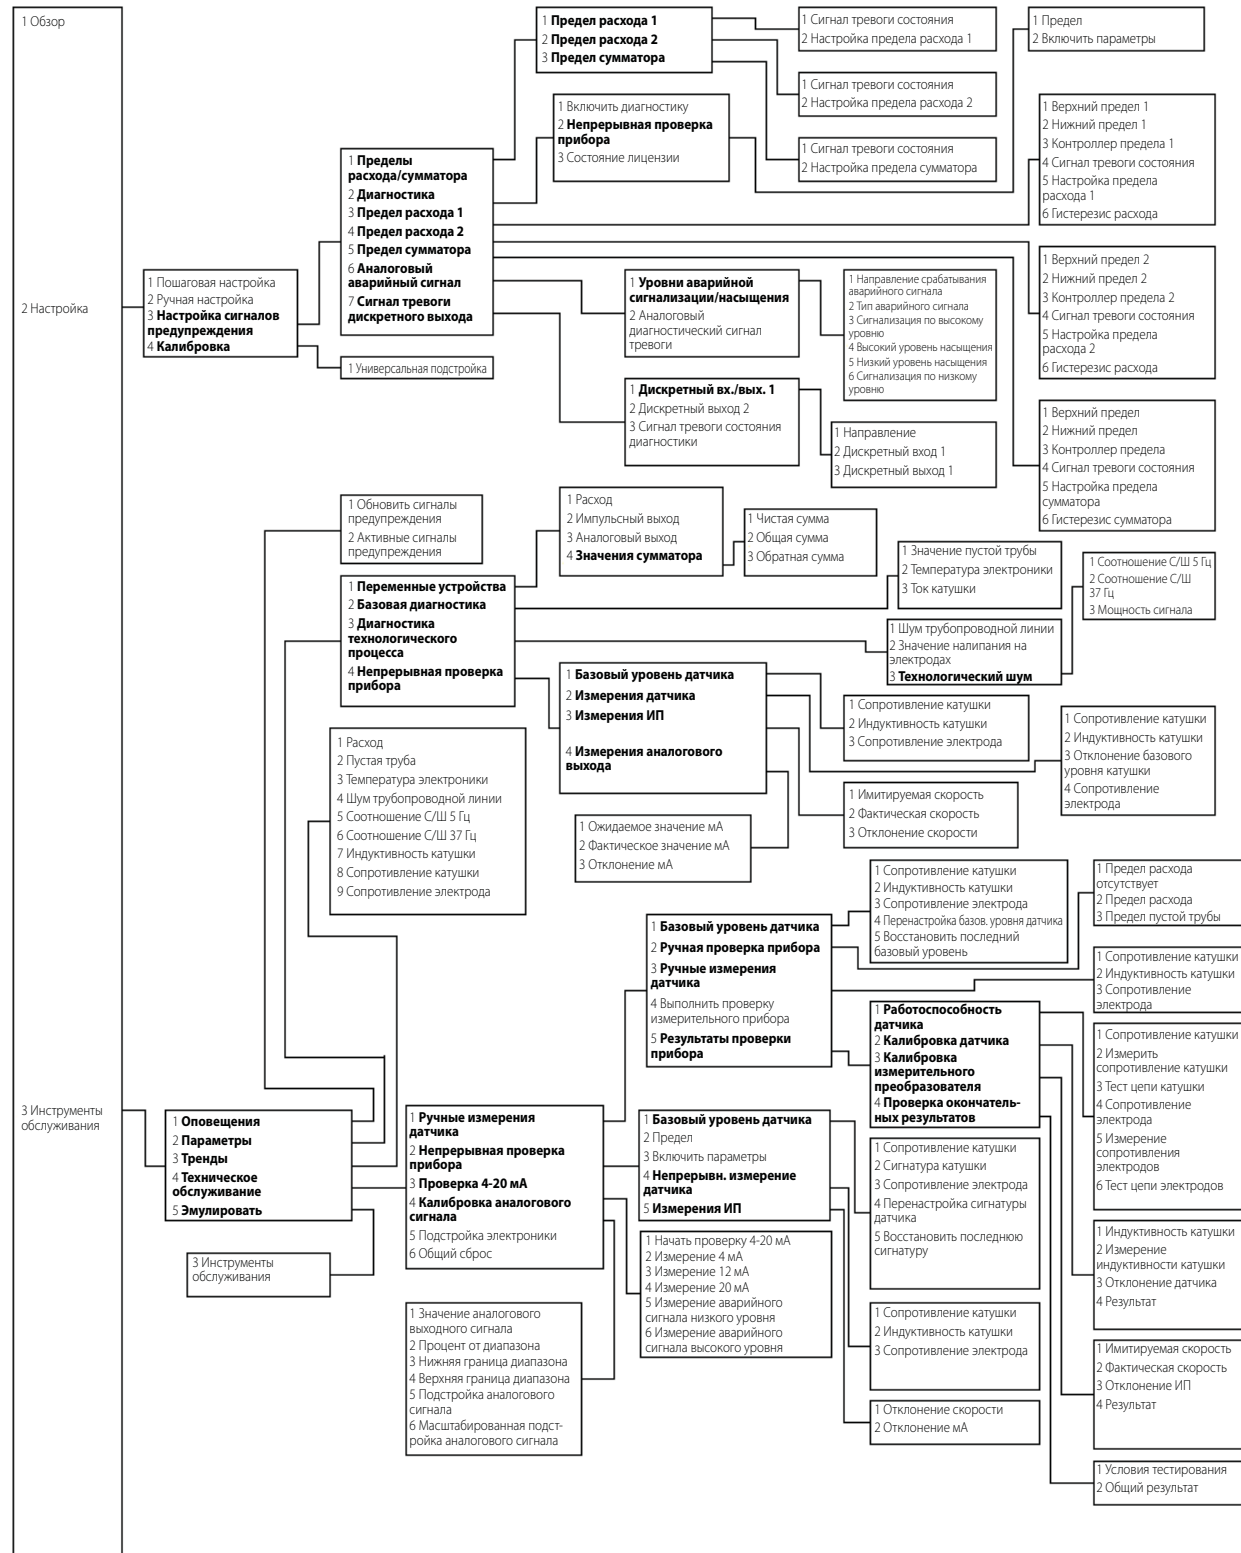 1 Обзор
2 Настройка
3 Инструменты
обслуживания
1 Пошаговая настройка
2 Ручная настройка
3 Настройка сигналов
предупреждения
4 Калибровка
1 Пределы
расхода/сумматора
2 Диагностика
3 Предел расхода 1
4 Предел расхода 2
5 Предел сумматора
6 Аналоговый
аварийный сигнал
7 Сигнал тревоги
дискретного выхода
1 Универсальная подстройка
1 Предел расхода 1
2 Предел расхода 2
3 Предел сумматора
1 Включить диагностику
2 Непрерывная проверка
прибора
3 Состояние лицензии
1 Сигнал тревоги состояния
2 Настройка предела расхода 1
1 Сигнал тревоги состояния
2 Настройка предела расхода 2
1 Сигнал тревоги состояния
2 Настройка предела сумматора
1 Предел
2 Включить параметры
1 Верхний предел 1
2 Нижний предел 1
3 Контроллер предела 1
4 Сигнал тревоги состояния
5 Настройка предела
расхода 1
6 Гистерезис расхода
1 Верхний предел 2
2 Нижний предел 2
3 Контроллер предела 2
4 Сигнал тревоги состояния
5 Настройка предела
расхода 2
6 Гистерезис расхода
1 Верхний предел
2 Нижний предел
3 Контроллер предела
4 Сигнал тревоги состояния
5 Настройка предела
сумматора
6 Гистерезис сумматора
1 Уровни аварийной
сигнализации/насыщения
2 Аналоговый
диагностический сигнал
тревоги
1 Направление срабатывания
аварийного сигнала
2 Тип аварийного сигнала
3 Сигнализация по высокому
уровню
4 Высокий уровень насыщения
5 Низкий уровень насыщения
6 Сигнализация по низкому
уровню
1 Дискретный вх./вых. 1
2 Дискретный выход 2
3 Сигнал тревоги состояния
диагностики
1 Направление
2 Дискретный вход 1
3 Дискретный выход 1
1 Обновить сигналы
предупреждения
2 Активные сигналы
предупреждения
1 Переменные устройства
2 Базовая диагностика
3 Диагностика
технологического
процесса
4 Непрерывная проверка
прибора
1 Расход
2 Импульсный выход
3 Аналоговый выход
4 Значения сумматора
1 Чистая сумма
2 Общая сумма
3 Обратная сумма
1 Значение пустой трубы
2 Температура электроники
3 Ток катушки
1 Шум трубопроводной линии
2 Значение налипания на
электродах
3 Технологический шум
1 Соотношение С/Ш 5 Гц
2 Соотношение С/Ш
37 Гц
3 Мощность сигнала
1 Базовый уровень датчика
2 Измерения датчика
3 Измерения ИП
4 Измерения аналогового
выхода
1 Сопротивление катушки
2 Индуктивность катушки
3 Сопротивление электрода
1 Сопротивление катушки
2 Индуктивность катушки
3 Отклонение базового
уровня катушки
4 Сопротивление
электрода
1 Имитируемая скорость
2 Фактическая скорость
3 Отклонение скорости
1 Ожидаемое значение мА
2 Фактическое значение мА
3 Отклонение мА
1 Расход
2 Пустая труба
3 Температура электроники
4 Шум трубопроводной линии
5 Соотношение С/Ш 5 Гц
6 Соотношение С/Ш 37 Гц
7 Индуктивность катушки
8 Сопротивление катушки
9 Сопротивление электрода
1 Оповещения
2 Параметры
3 Тренды
4 Техническое
обслуживание
5 Эмулировать
3 Инструменты
обслуживания
1 Ручные измерения
датчика
2 Непрерывная проверка
прибора
3 Проверка 4-20 мА
4 Калибровка аналогового
сигнала
5 Подстройка электроники
6 Общий сброс
1 Значение аналогового
выходного сигнала
2 Процент от диапазона
3 Нижняя граница диапазона
4 Верхняя граница диапазона
5 Подстройка аналогового
сигнала
6 Масштабированная подст-
ройка аналогового сигнала
1 Базовый уровень датчика
2 Ручная проверка прибора
3 Ручные измерения
датчика
4 Выполнить проверку
измерительного прибора
5 Результаты проверки
прибора
1 Сопротивление катушки
2 Индуктивность катушки
3 Сопротивление электрода
4 Перенастройка базов. уровня датчика
5 Восстановить последний
базовый уровень
1 Предел расхода
отсутствует
2 Предел расхода
3 Предел пустой трубы
1 Сопротивление катушки
2 Индуктивность катушки
3 Сопротивление
электрода
1 Работоспособность
датчика
2 Калибровка датчика
3 Калибровка
измерительного
преобразователя
4 Проверка окончатель-
ных результатов
1 Сопротивление катушки
2 Измерить
сопротивление катушки
3 Тест цепи катушки
4 Сопротивление
электрода
5 Измерение
сопротивления
электродов
6 Тест цепи электродов
1 Индуктивность катушки
2 Измерение
индуктивности катушки
3 Отклонение датчика
4 Результат
1 Имитируемая скорость
2 Фактическая скорость
3 Отклонение ИП
4 Результат
1 Условия тестирования
2 Общий результат
1 Базовый уровень датчика
2 Предел
3 Включить параметры
4 Непрерывн. измерение
датчика
5 Измерения ИП
1 Сопротивление катушки
2 Сигнатура катушки
3 Сопротивление электрода
4 Перенастройка сигнатуры
датчика
5 Восстановить последнюю
сигнатуру
1 Сопротивление катушки
2 Индуктивность катушки
3 Сопротивление электрода
1 Отклонение скорости
2 Отклонение мА
1 Начать проверку 4-20 мА
2 Измерение 4 мА
3 Измерение 12 мА
4 Измерение 20 мА
5 Измерение аварийного
сигнала низкого уровня
6 Измерение аварийного
сигнала высокого уровня